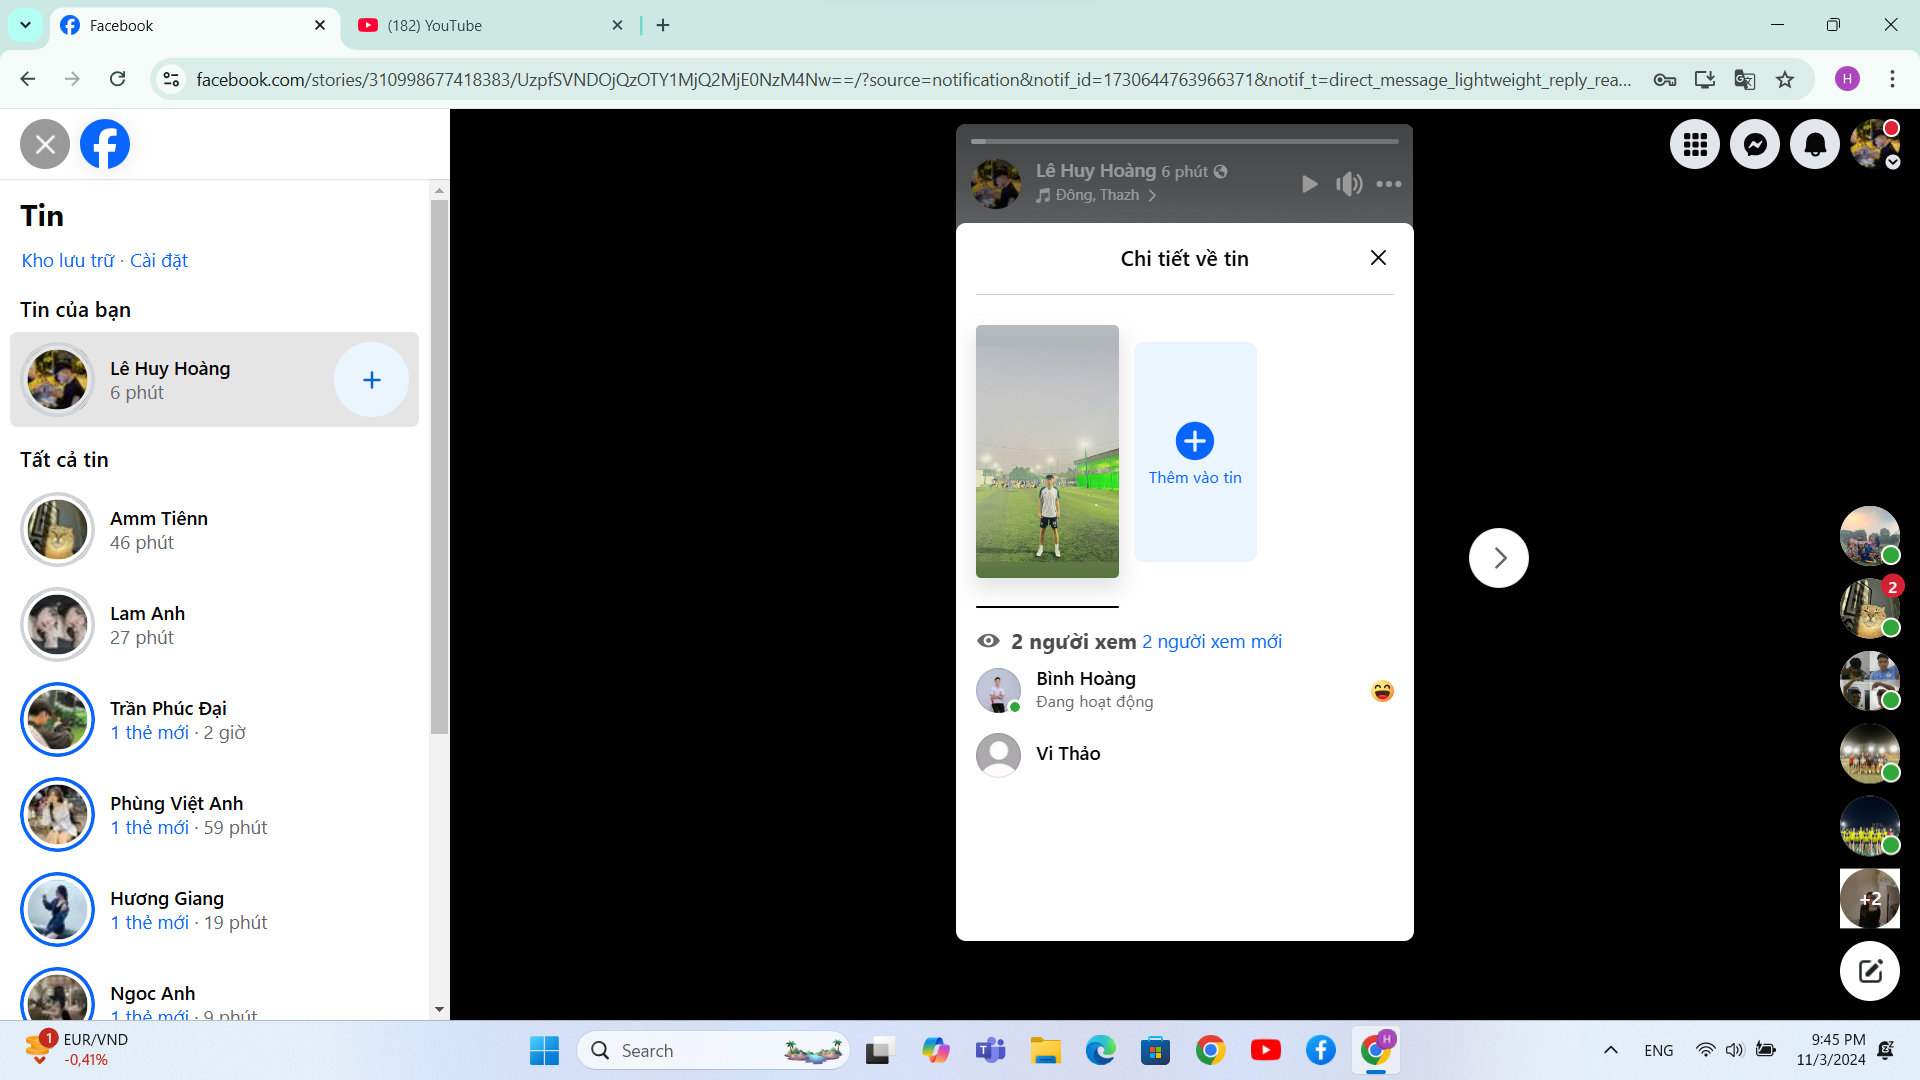 Facebook
(182) YouTube
facebook.com/stories/310998677418383/UzpfSVNDOjQzOTY1MjQ2MjE0NzM4Nw==/?source=notification&notif_id=1730644763966371&notif_t=direct_message_lightweight_reply_rea...
H
Tin
Kho lưu trữ · Cài đặt
Tin của bạn
Lê Huy Hoàng
6 phút
Tất cả tin
Amm Tiênn
46 phút
Lam Anh
27 phút
Trần Phúc Đại
1 thẻ mới · 2 giờ
Phùng Việt Anh
1 thẻ mới · 59 phút
Hương Giang
1 thẻ mới · 19 phút
Ngoc Anh
1 thẻ mới · 9 phút
Lê Huy Hoàng 6 phút
Đông, Thazh
Chi tiết về tin
Thêm vào tin
2 người xem 2 người xem mới
Bình Hoàng
Đang hoạt động
Vi Thảo
2
+2
1
EUR/VND
-0,41%
Search
H
ENG
9:45 PM
11/3/2024